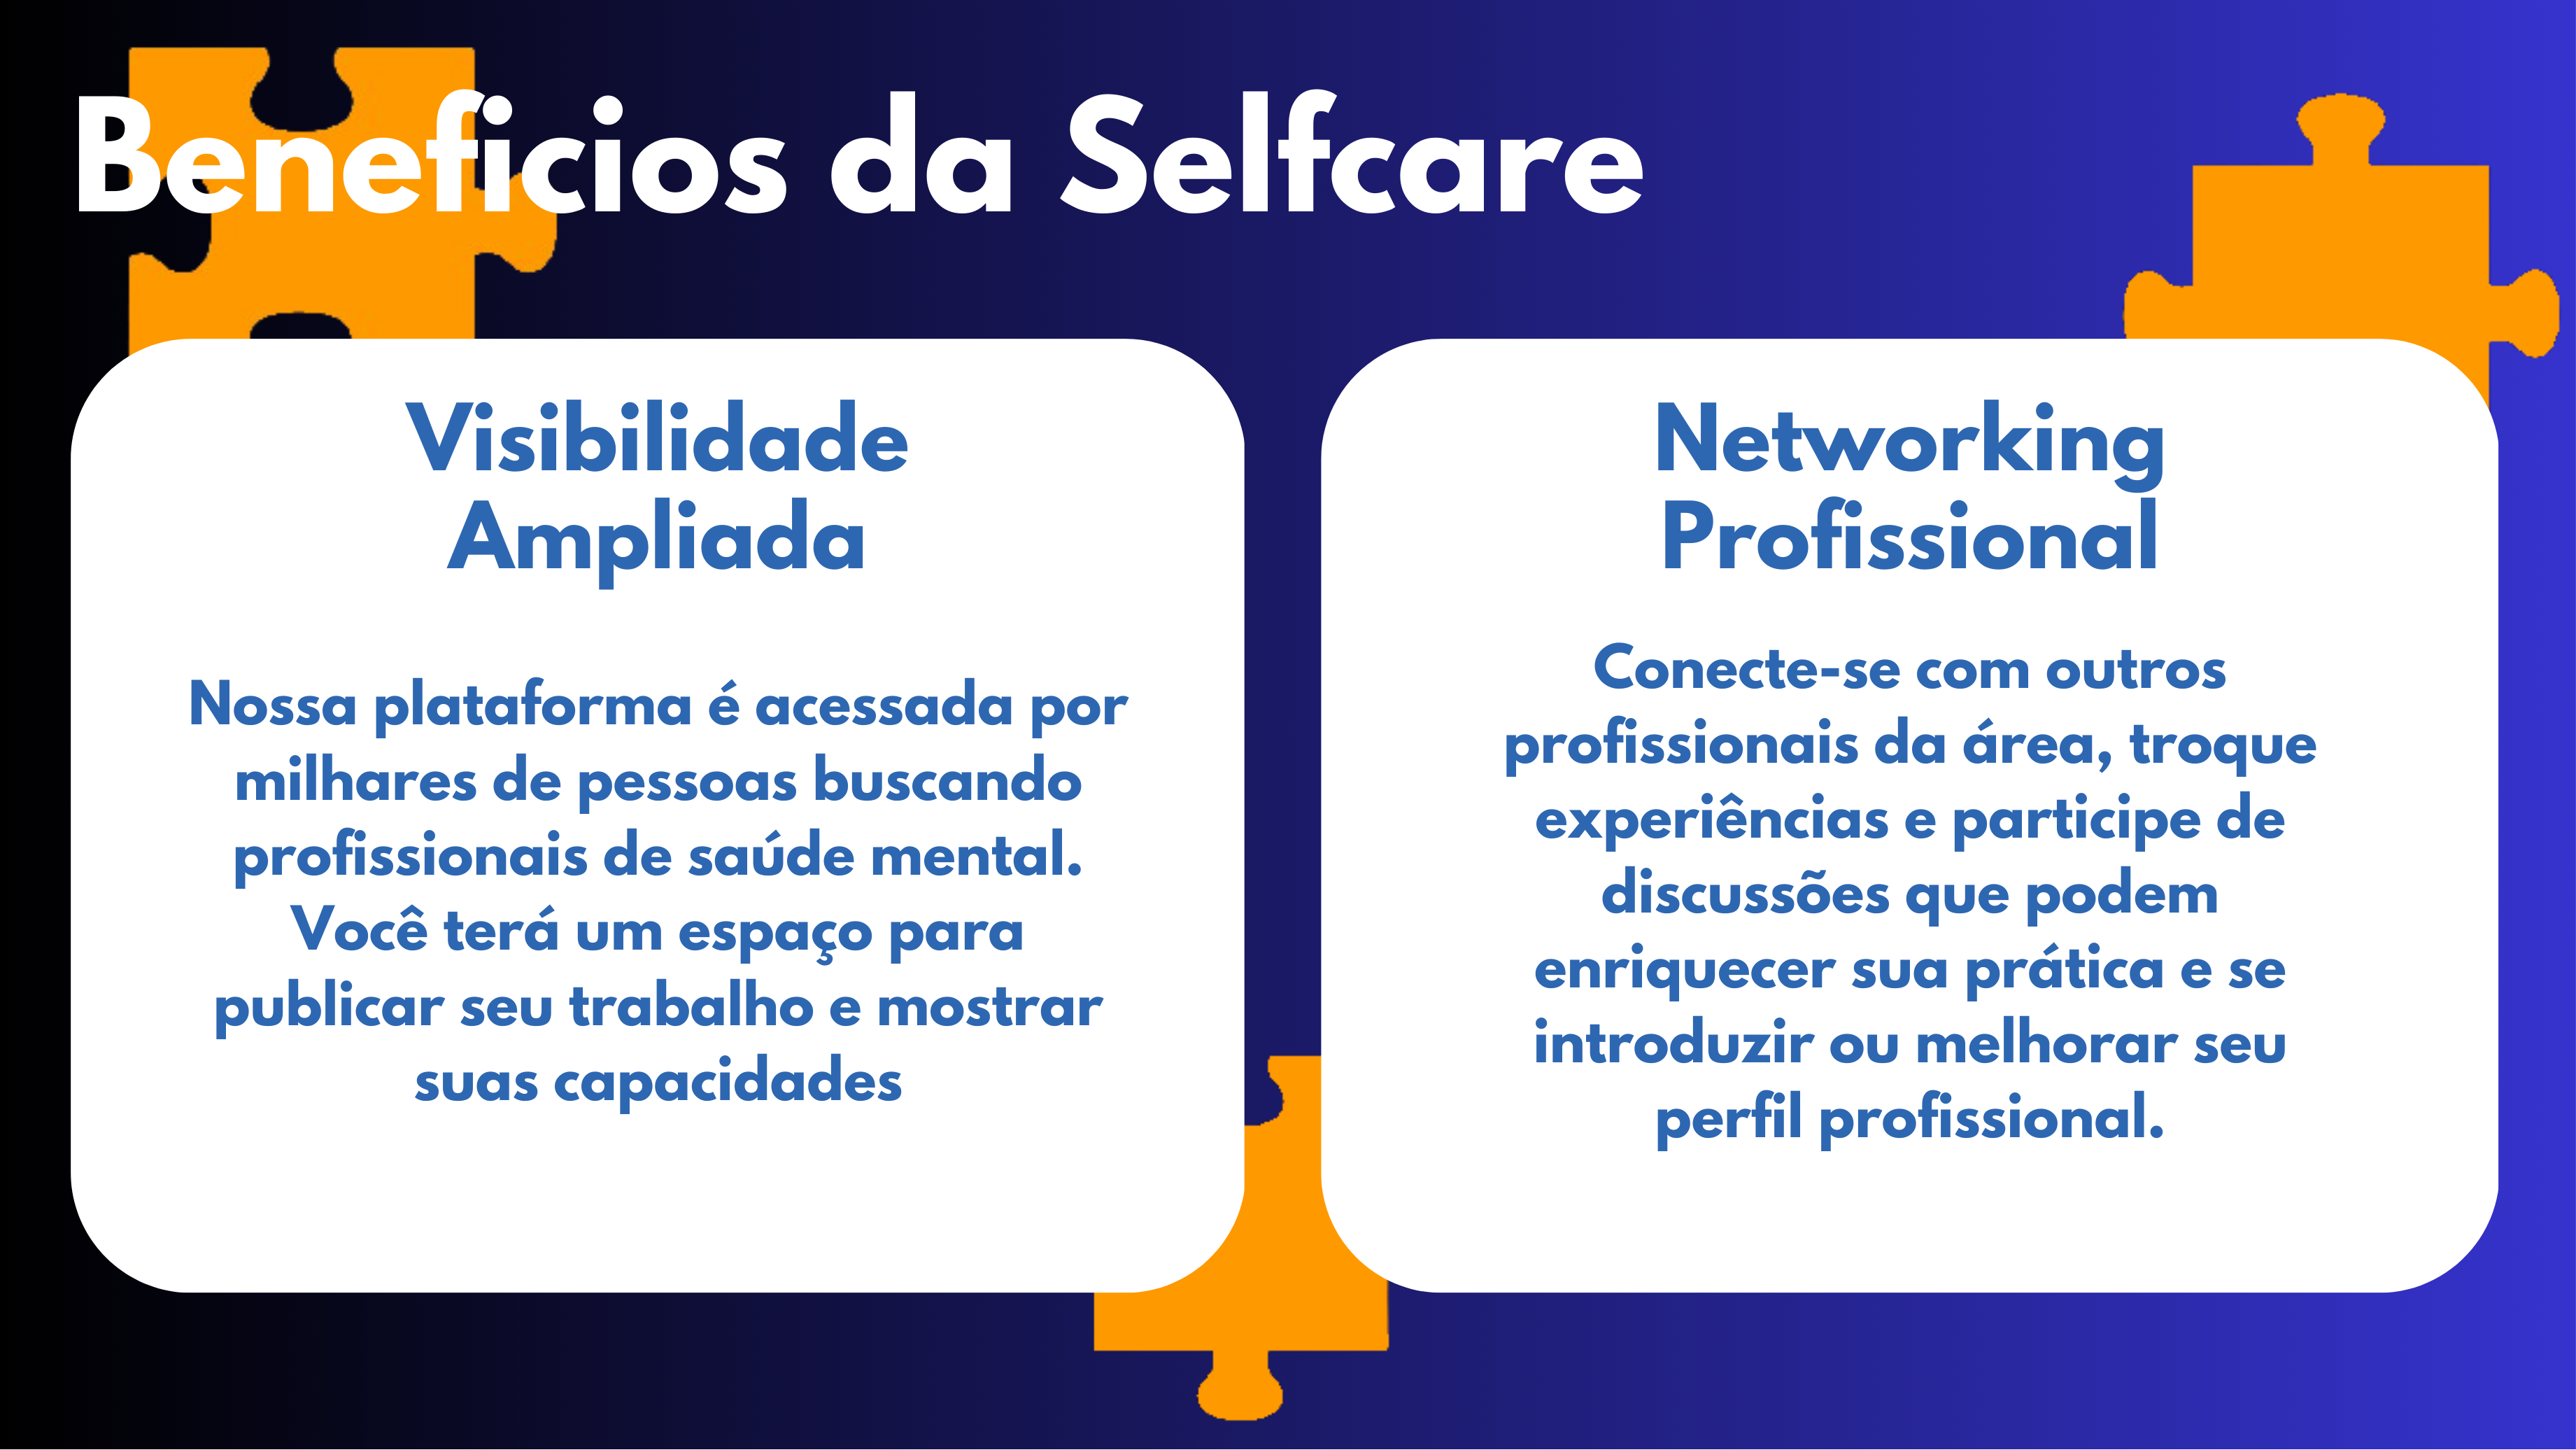 Beneficios da Selfcare
Visibilidade
Ampliada
Nossa plataforma é acessada por
milhares de pessoas buscando
profissionais de saúde mental.
Você terá um espaço para
publicar seu trabalho e mostrar
suas capacidades
Networking
Profissional
Conecte-se com outros
profissionais da área, troque
experiências e participe de
discussões que podem
enriquecer sua prática e se
introduzir ou melhorar seu
perfil profissional.